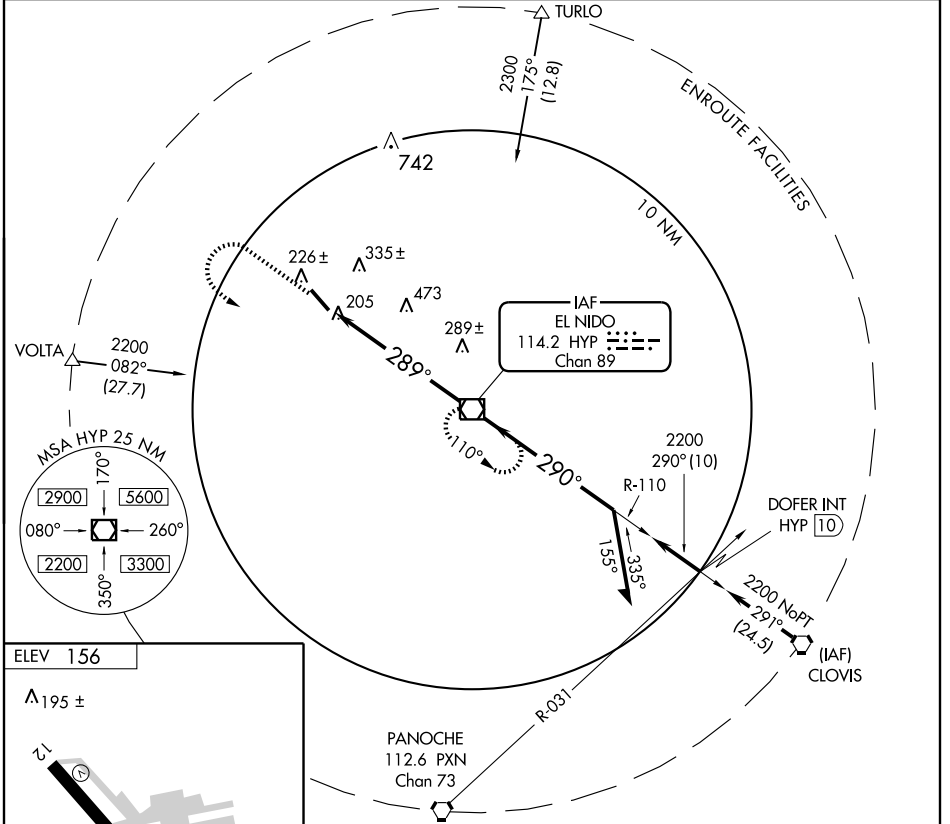 TURLO
2300
175°
(12.8)
ENROUTE FACILITIES
742
10 NM
226 ±
335 ±
205
473
289 ±
IAF
EL NIDO
114.2 HYP
Chan 89
VOLTA
2200
082°
(27.7)
289°
110°
290°
2200
290° (10)
R-110
DOFER INT
HYP 10
155°
335°
2200 NoPT
291°
(24.5)
(IAF)
CLOVIS
R-031
MSA HYP 25 NM
170°
2900
5600
080°
260°
2200
3300
350°
ELEV 156
195 ±
12
V
PANOCHE
112.6 PXN
Chan 73